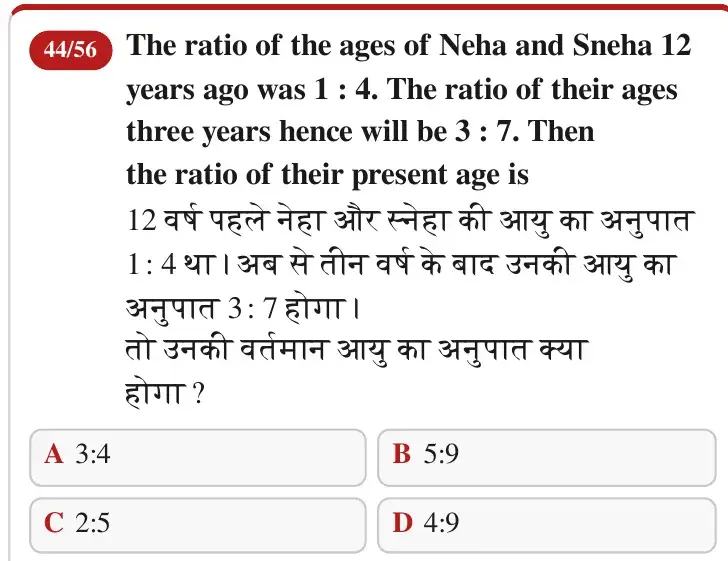 44/56 The ratio of the ages of Neha and Sneha 12
years ago was 1 : 4. The ratio of their ages
three years hence will be 3 : 7. Then
the ratio of their present age is
12 वर्ष पहले नेहा और स्नेहा की आयु का अनुपात
1 : 4 था। अब से तीन वर्ष के बाद उनकी आयु का
अनुपात 3 : 7 होगा।
तो उनकी वर्तमान आयु का अनुपात क्या
होगा ?
A 3:4
B 5:9
C 2:5
D 4:9